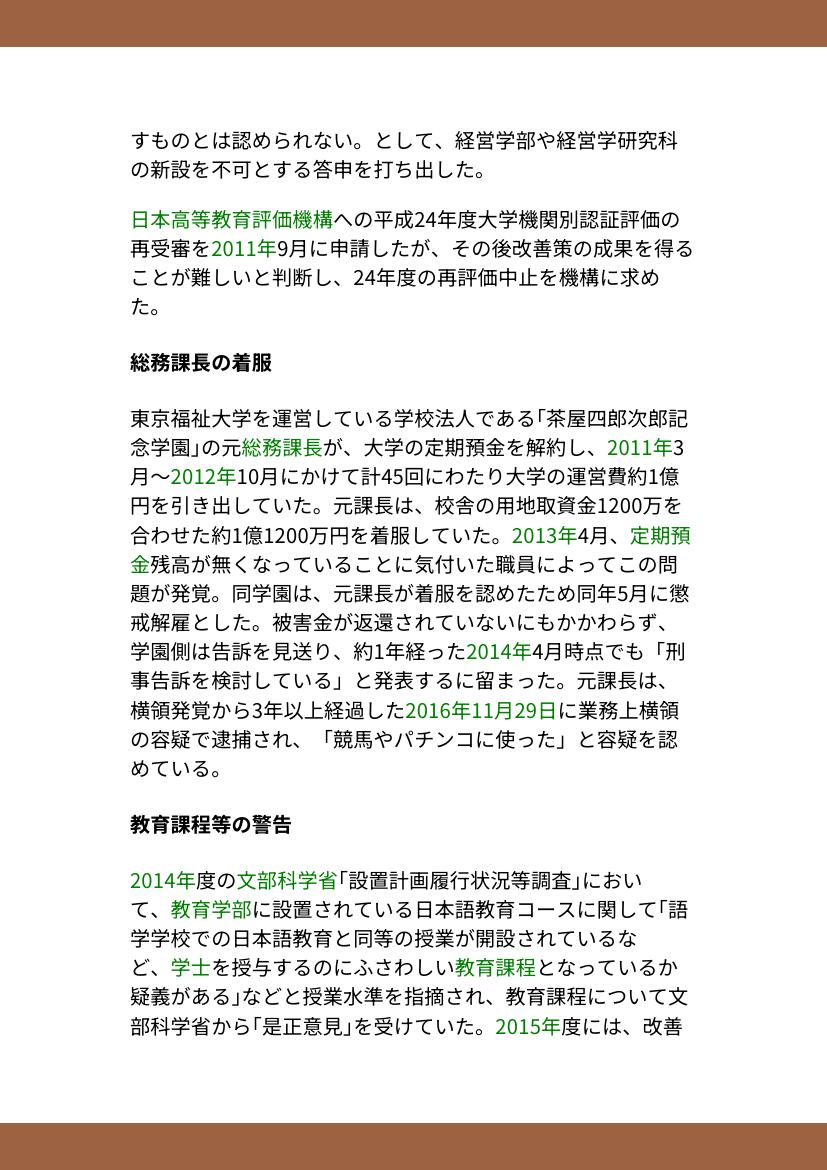 すものとは認められない。として、経営学部や経営学研究科
の新設を不可とする答申を打ち出した。
日本高等教育評価機構への平成24年度大学機関別認証評価の
再受審を2011年9月に申請したが、その後改善策の成果を得る
ことが難しいと判断し、24年度の再評価中止を機構に求め
た。
総務課長の着服
東京福祉大学を運営している学校法人である｢茶屋四郎次郎記
念学園｣の元総務課長が、大学の定期預金を解約し、2011年3
月〜2012年10月にかけて計45回にわたり大学の運営費約1億
円を引き出していた。元課長は、校舎の用地取資金1200万を
合わせた約1億1200万円を着服していた。2013年4月、定期預
金残高が無くなっていることに気付いた職員によってこの問
題が発覚。同学園は、元課長が着服を認めたため同年5月に懲
戒解雇とした。被害金が返還されていないにもかかわらず、
学園側は告訴を見送り、約1年経った2014年4月時点でも「刑
事告訴を検討している」と発表するに留まった。元課長は、
横領発覚から3年以上経過した2016年11月29日に業務上横領
の容疑で逮捕され、「競馬やパチンコに使った」と容疑を認
めている。
教育課程等の警告
2014年度の文部科学省｢設置計画履行状況等調査｣におい
て、教育学部に設置されている日本語教育コースに関して｢語
学学校での日本語教育と同等の授業が開設されているな
ど、学士を授与するのにふさわしい教育課程となっているか
疑義がある｣などと授業水準を指摘され、教育課程について文
部科学省から｢是正意見｣を受けていた。2015年度には、改善